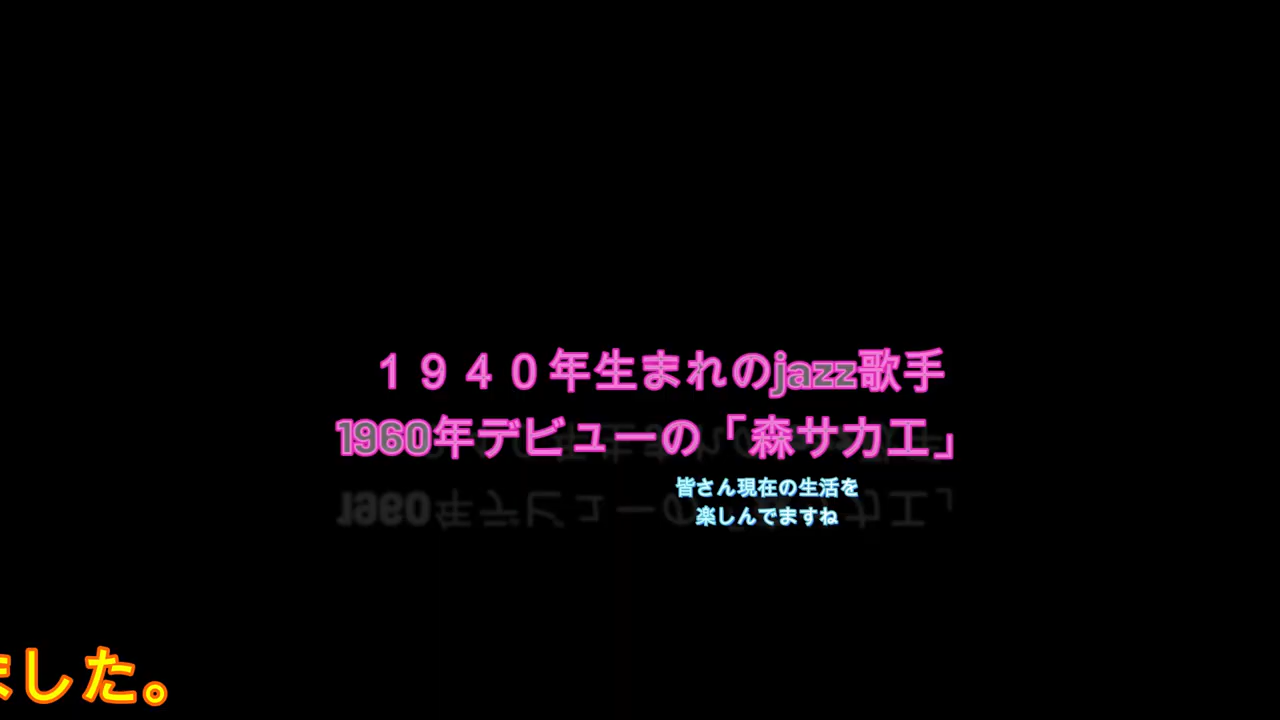 １９４０年生まれのjazz歌手
1960年デビューの「森サカエ」
皆さん現在の生活を
楽しんでますね
ました。